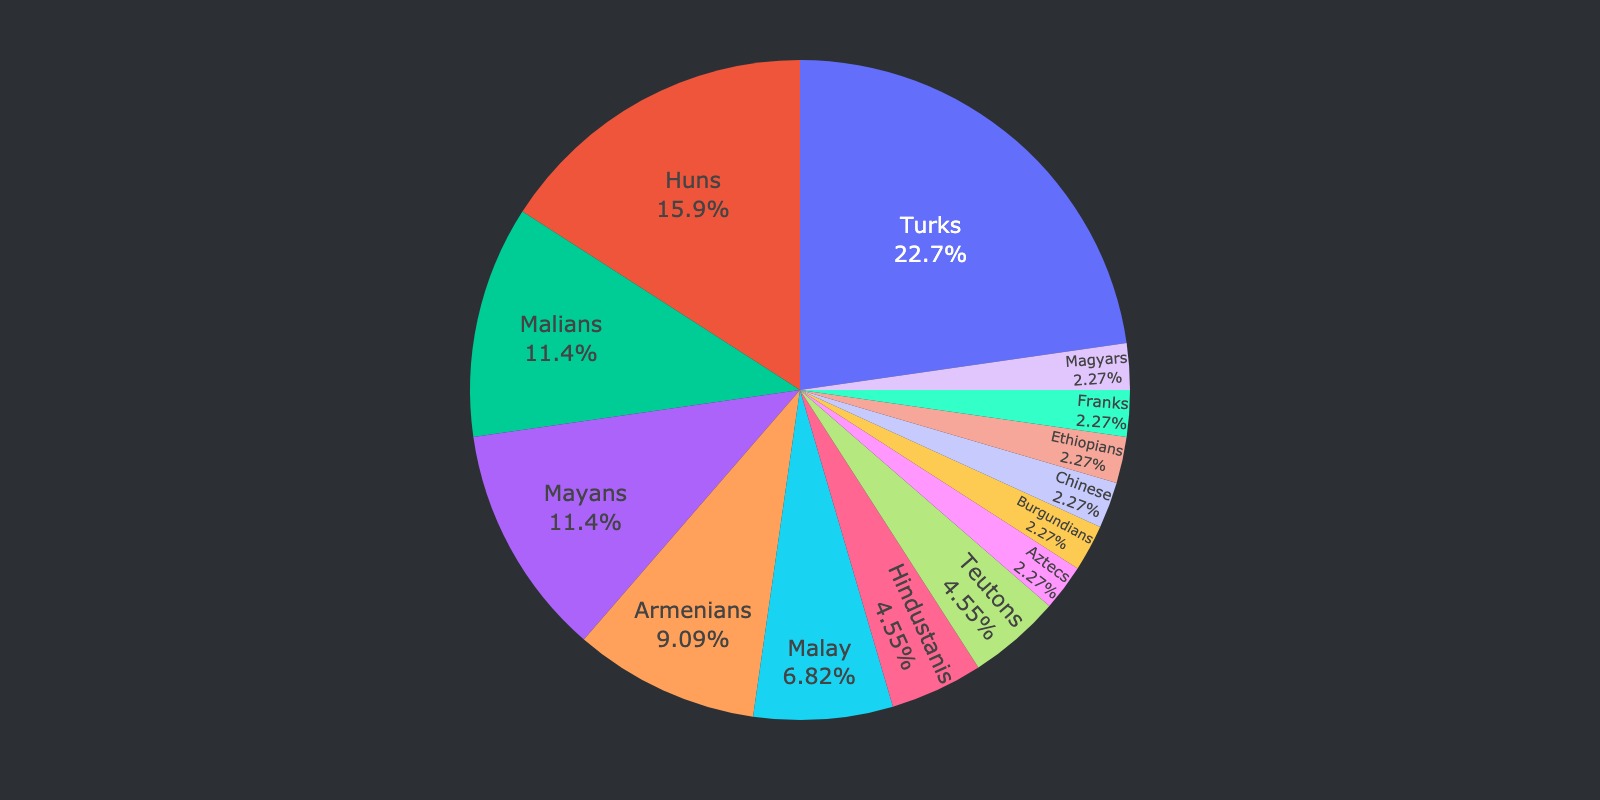 Huns
15.9%
Turks
22.7%
Malians
11.4%
Magyars
2.27%
Franks
2.27%
Ethiopians
2.27%
Chinese
2.27%
Mayans
11.4%
Burgundians
2.27%
Aztecs
2.27%
Teutons
4.55%
Hindustanis
4.55%
Armenians
9.09%
Malay
6.82%